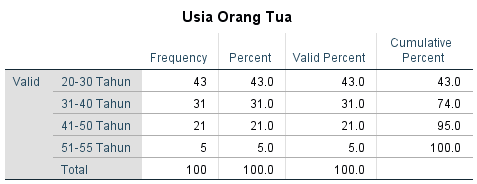 Usia Orang Tua
Frequency Percent Valid Percent Cumulative Percent
Valid 20-30 Tahun 43 43.0 43.0 43.0
31-40 Tahun 31 31.0 31.0 74.0
41-50 Tahun 21 21.0 21.0 95.0
51-55 Tahun 5 5.0 5.0 100.0
Total 100 100.0 100.0